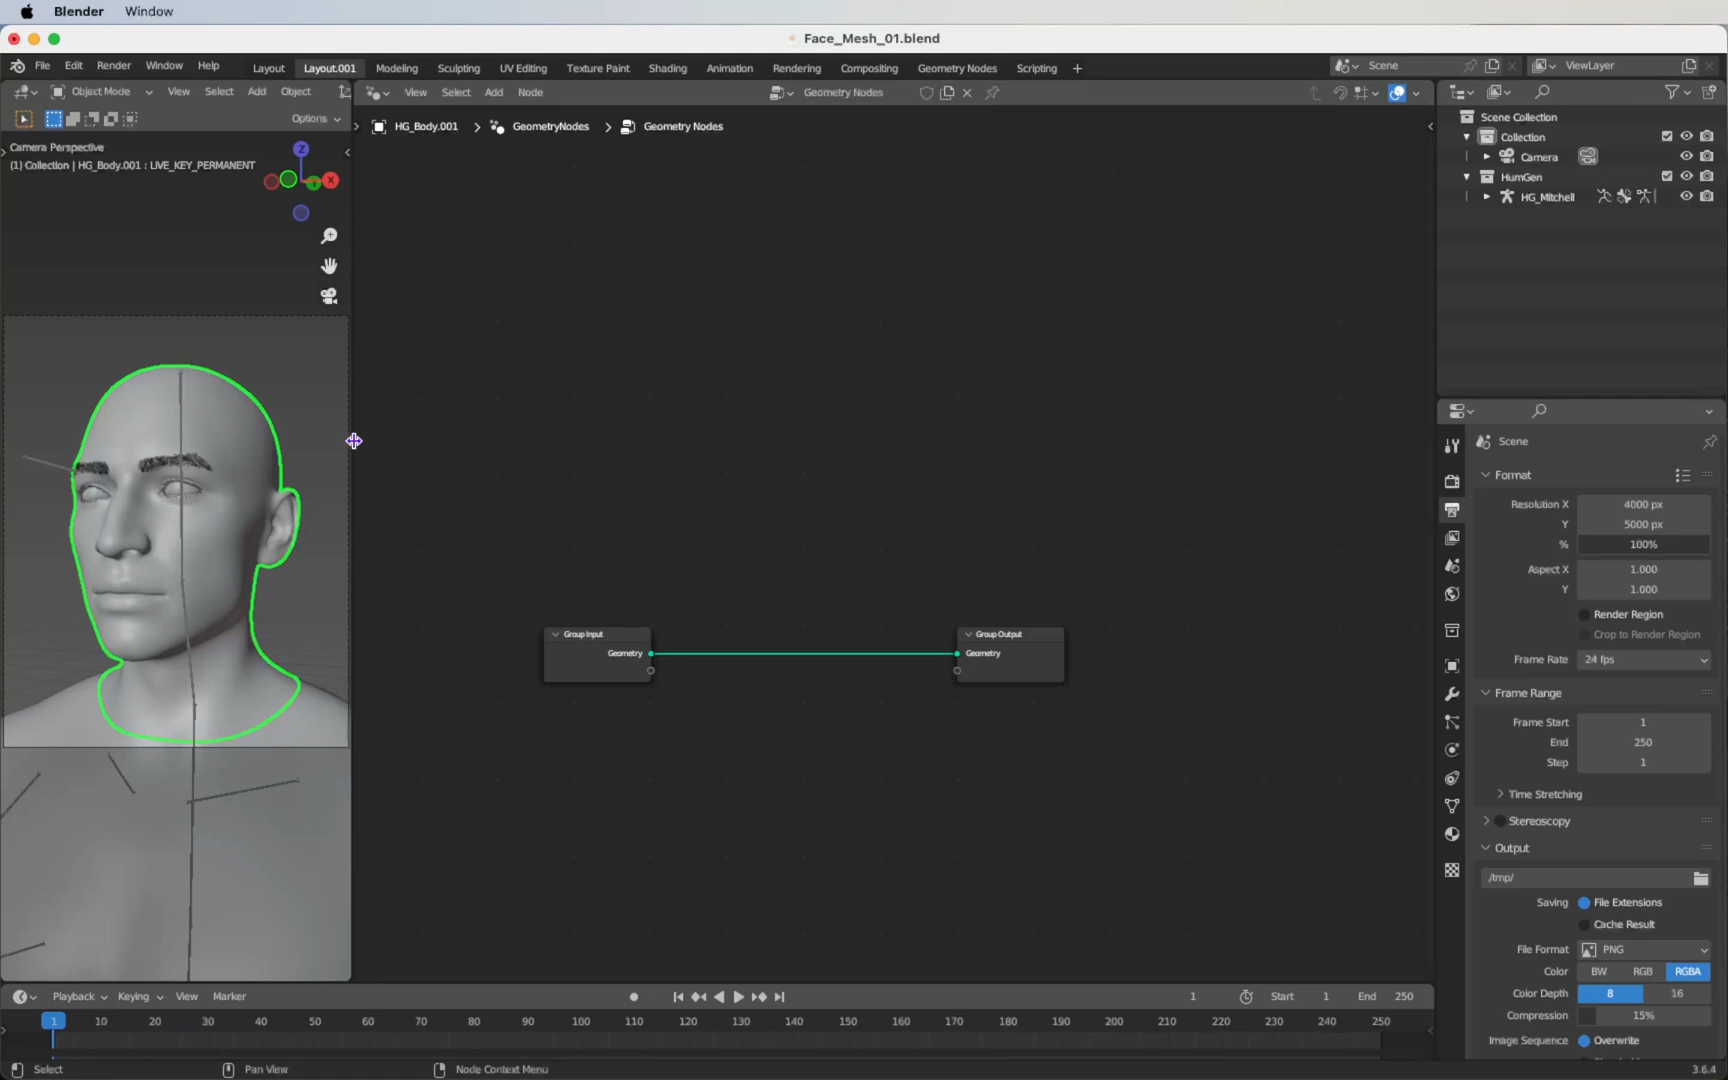 Blender Window
Face_Mesh_01.blend
File Edit Render Window Help Layout Layout.001 Modeling Sculpting UV Editing Texture Paint Shading Animation Rendering Compositing Geometry Nodes Scripting + Scene ViewLayer
Object Mode View Select Add Object View Select Add Node Geometry Nodes
Options
HG_Body.001 > GeometryNodes > Geometry Nodes
Camera Perspective
(1) Collection | HG_Body.001 : LIVE_KEY_PERMANENT
Z
X
Y
Scene Collection
Collection
Camera
HumGen
HG_Mitchell
Group Input
Geometry
Group Output
Geometry
Scene
Format
Resolution X 4000 px
Y 5000 px
% 100%
Aspect X 1.000
Y 1.000
Render Region
Crop to Render Region
Frame Rate 24 fps
Frame Range
Frame Start 1
End 250
Step 1
Time Stretching
Stereoscopy
Output
/tmp/
Saving File Extensions
Cache Result
File Format PNG
Color BW RGB RGBA
Color Depth 8 16
Compression 15%
Image Sequence Overwrite
Playback Keying View Marker 1 Start 1 End 250
1 10 20 30 40 50 60 70 80 90 100 110 120 130 140 150 160 170 180 190 200 210 220 230 240 250
Select Pan View Node Context Menu 3.6.4